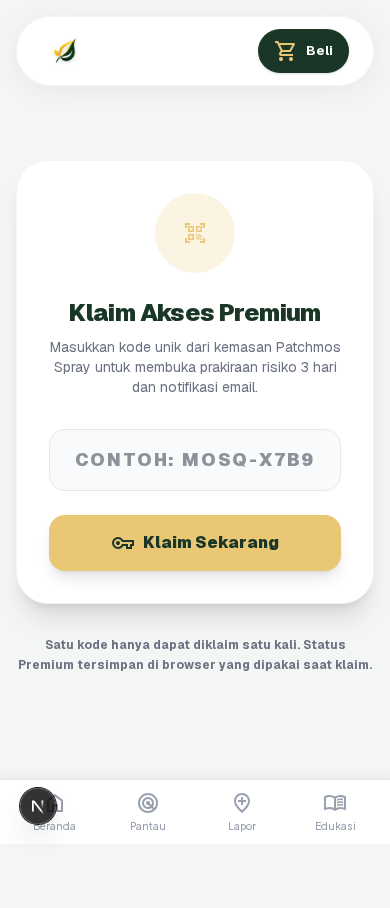 Beli
Klaim Akses Premium
Masukkan kode unik dari kemasan Patchmos
Spray untuk membuka prakiraan risiko 3 hari
dan notifikasi email.
CONTOH: MOSQ-X7B9
Klaim Sekarang
Satu kode hanya dapat diklaim satu kali. Status
Premium tersimpan di browser yang dipakai saat klaim.
N
Beranda
Pantau
Lapor
Edukasi